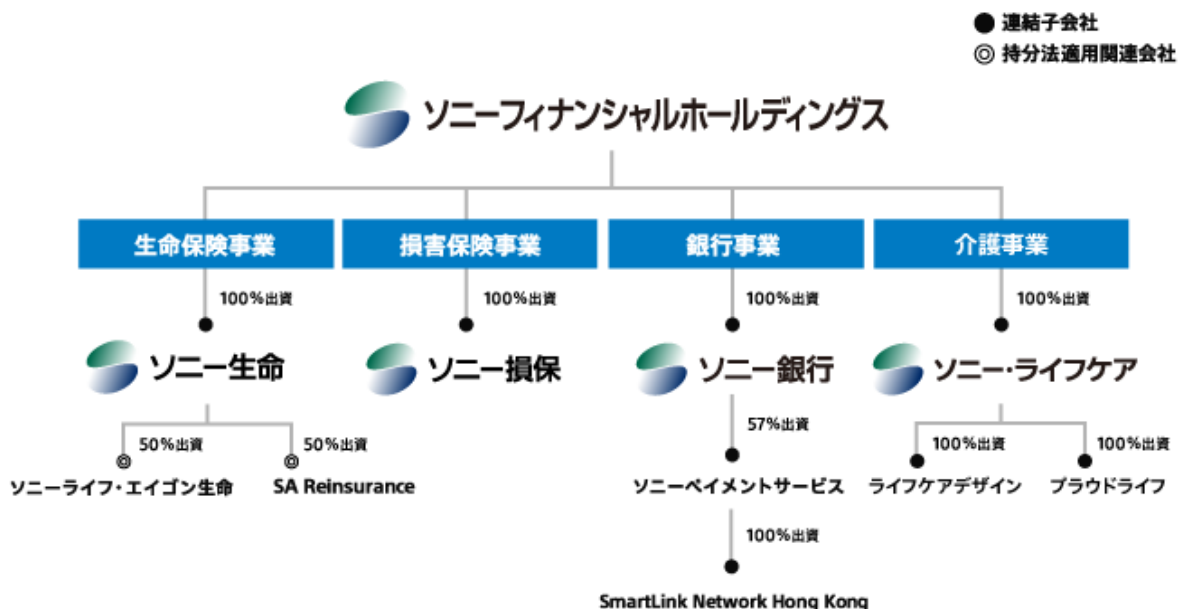 連結子会社
持分法適用関連会社
ソニーフィナンシャルホールディングス
生命保険事業
損害保険事業
銀行事業
介護事業
100%出資
100%出資
100%出資
100%出資
ソニー生命
ソニー損保
ソニー銀行
ソニー・ライフケア
50%出資
50%出資
57%出資
100%出資
100%出資
ソニーライフ・エイゴン生命
SA Reinsurance
ソニーペイメントサービス
ライフケアデザイン
プラウドライフ
100%出資
SmartLink Network Hong Kong